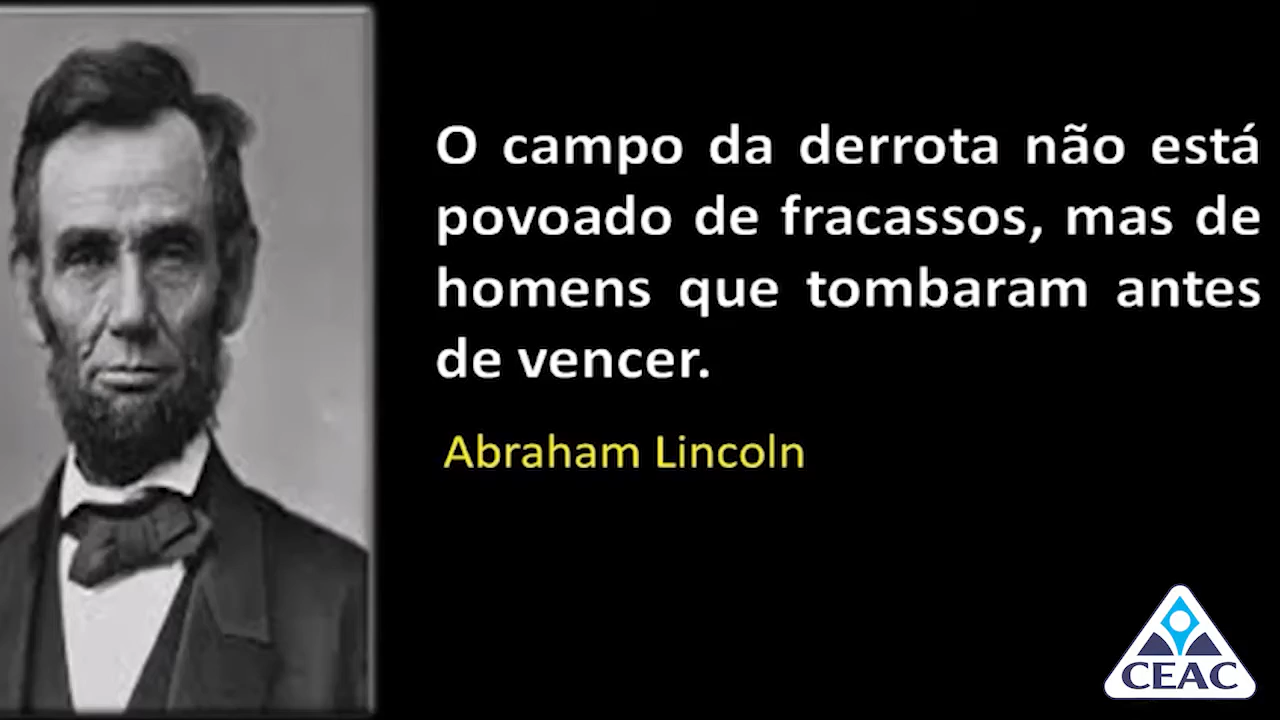 O campo da derrota não está
povoado de fracassos, mas de
homens que tombaram antes
de vencer.
Abraham Lincoln
CEAC